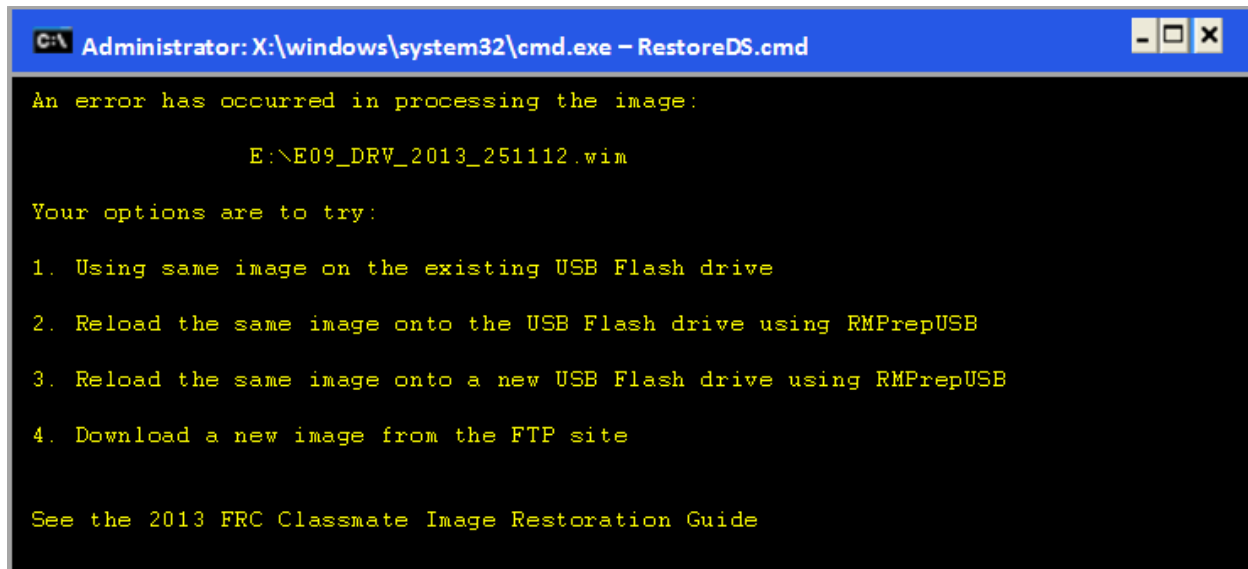 C:\ Administrator: X:\windows\system32\cmd.exe – RestoreDS.cmd
An error has occurred in processing the image:
E:\E09_DRV_2013_251112.wim
Your options are to try:
1. Using same image on the existing USB Flash drive
2. Reload the same image onto the USB Flash drive using RMPrepUSB
3. Reload the same image onto a new USB Flash drive using RMPrepUSB
4. Download a new image from the FTP site
See the 2013 FRC Classmate Image Restoration Guide